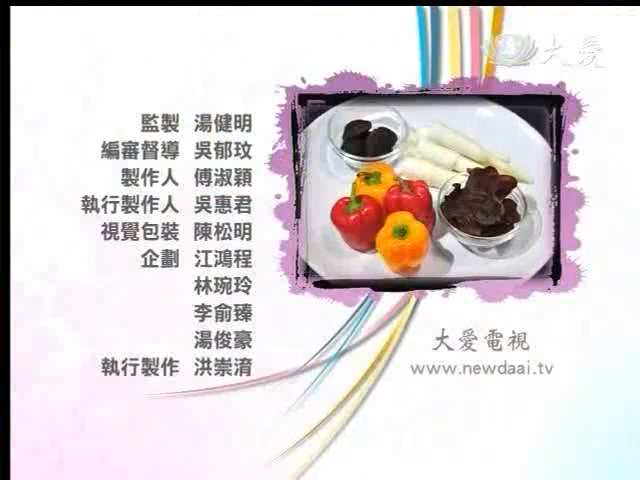 大愛
監製 湯健明
編審督導 吳郁玟
製作人 傅淑穎
執行製作人 吳惠君
視覺包裝 陳松明
企劃 江鴻程
林琬玲
李俞臻
湯俊豪
執行製作 洪崇淯
大愛電視
www.newdaai.tv